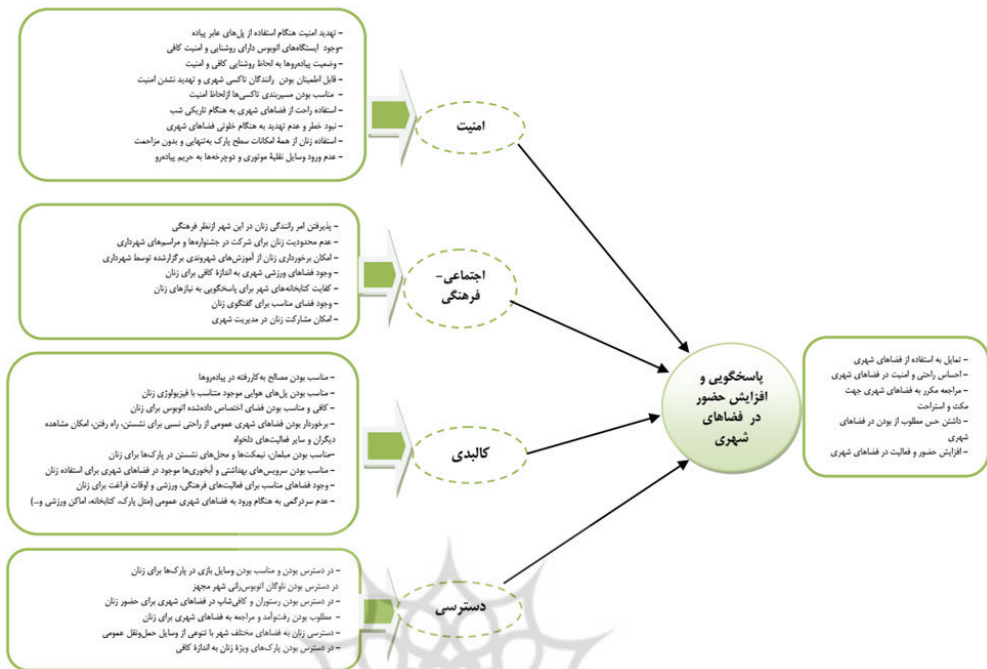 - تهدید امنیت هنگام استفاده از پل‌های عابر پیاده
-وجود ایستگاه‌های اتوبوس دارای روشنایی و امنیت کافی
- وضعیت پیاده‌روها به لحاظ روشنایی کافی و امنیت
- قابل اطمینان بودن رانندگان تاکسی شهری و تهدید نشدن امنیت
- مناسب بودن مسیربندی تاکسی‌ها ازلحاظ امنیت
- استفاده راحت از فضاهای شهری به هنگام تاریکی شب
- نبود خطر و عدم تهدید به هنگام خلوتی فضاهای شهری
- استفاده زنان از همهٔ امکانات سطح پارک به‌تنهایی و بدون مزاحمت
- عدم ورود وسایل نقلیهٔ موتوری و دوچرخه‌ها به حریم پیاده‌رو
امنیت
- پذیرفتن امر رانندگی زنان در این شهر ازنظر فرهنگی
- عدم محدودیت زنان برای شرکت در جشنواره‌ها و مراسم‌های شهرداری
- امکان برخورداری زنان از آموزش‌های شهروندی برگزارشده توسط شهرداری
- وجود فضاهای ورزشی شهری به اندازهٔ کافی برای زنان
- کفایت کتابخانه‌های شهر برای پاسخگویی به نیازهای زنان
- وجود فضای مناسب برای گفتگوی زنان
- امکان مشارکت زنان در مدیریت شهری
اجتماعی-
فرهنگی
- مناسب بودن مصالح به‌کاررفته در پیاده‌روها
- مناسب بودن پل‌های هوایی موجود متناسب با فیزیولوژی زنان
- کافی و مناسب بودن فضای اختصاص داده‌شده اتوبوس برای زنان
- برخوردار بودن فضاهای شهری عمومی از راحتی نسبی برای نشستن، راه رفتن، امکان مشاهده
دیگران و سایر فعالیت‌های دلخواه
-مناسب بودن مبلمان، نیمکت‌ها و محل‌های نشستن در پارک‌ها برای زنان
- مناسب بودن سرویس‌های بهداشتی و آبخوری‌ها موجود در فضاهای شهری برای استفاده زنان
- وجود فضاهای مناسب برای فعالیت‌های فرهنگی، ورزشی و اوقات فراغت برای زنان
- عدم سردرگمی به هنگام ورود به فضاهای شهری عمومی (مثل پارک، کتابخانه، اماکن ورزشی و...)
کالبدی
- در دسترس بودن و مناسب بودن وسایل بازی در پارک‌ها برای زنان
در دسترس بودن ناوگان اتوبوس‌رانی شهر مجهز
- در دسترس بودن رستوران و کافی‌شاپ در فضاهای شهری برای حضور زنان
- مطلوب بودن رفت‌وآمد و مراجعه به فضاهای شهری برای زنان
- دسترسی زنان به فضاهای مختلف شهر با تنوعی از وسایل حمل‌ونقل عمومی
- در دسترس بودن پارک‌های ویژهٔ زنان به اندازهٔ کافی
دسترسی
پاسخگویی و
افزایش حضور
در فضاهای
شهری
- تمایل به استفاده از فضاهای شهری
- احساس راحتی و امنیت در فضاهای شهری
- مراجعه مکرر به فضاهای شهری جهت
مکث و استراحت
- داشتن حس مطلوب از بودن در فضاهای
شهری
- افزایش حضور و فعالیت در فضاهای شهری